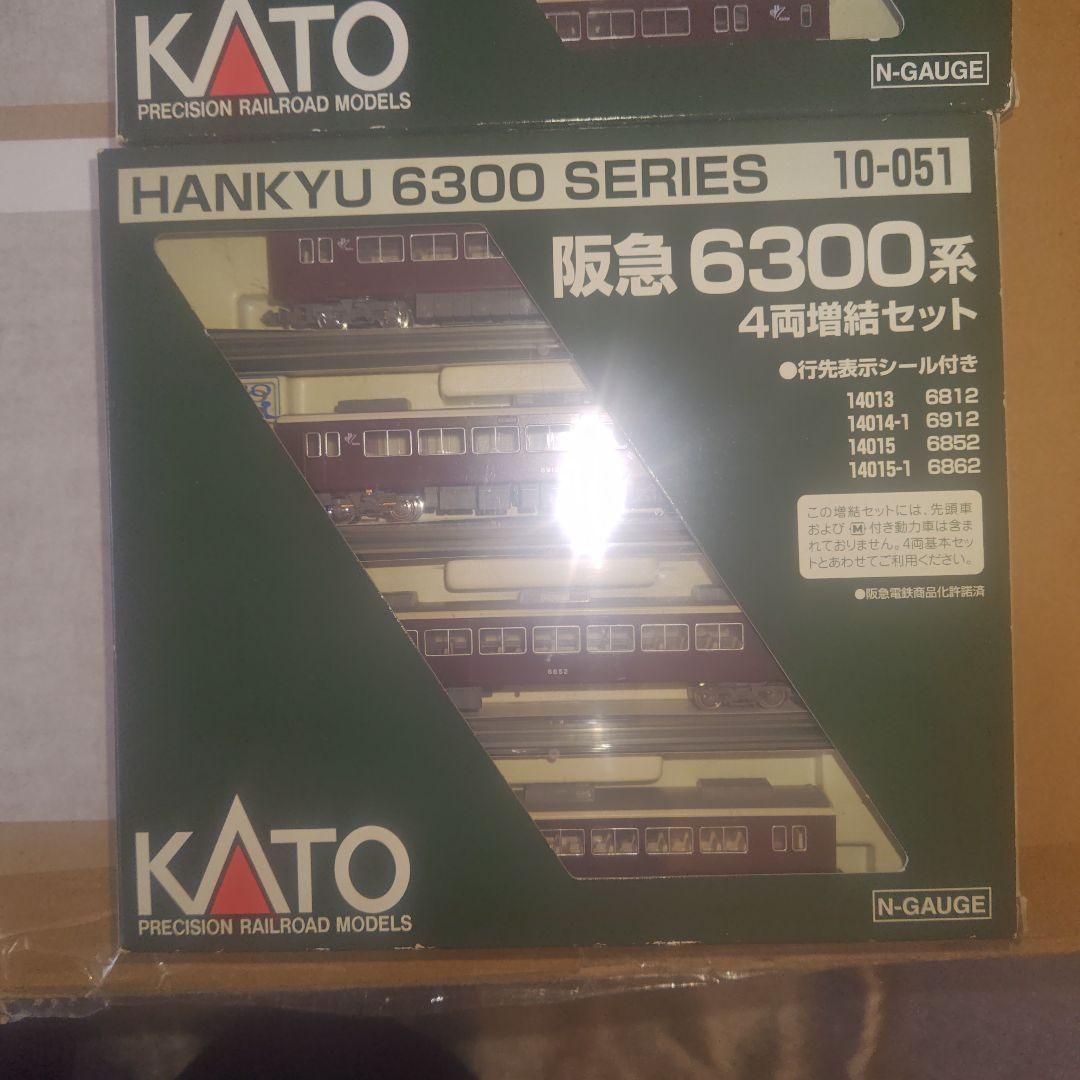 KATO
PRECISION RAILROAD MODELS
N-GAUGE
HANKYU 6300 SERIES 10-051
阪急6300系
4両増結セット
●行先表示シール付き
14013 6812
14014-1 6912
14015 6852
14015-1 6862
この増結セットには、先頭車
およびM付き動力車は含ま
れておりません。4両基本セッ
トとあわせてご利用ください。
●阪急電鉄商品化許諾済
6852
KATO
PRECISION RAILROAD MODELS
N-GAUGE